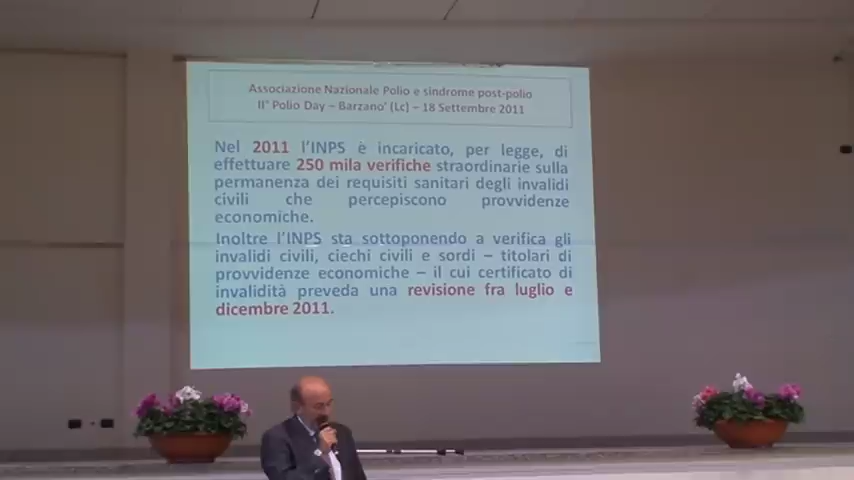 Associazione Nazionale Polio e sindrome post-polio
II° Polio Day – Barzano' (Lc) – 18 Settembre 2011
Nel 2011 l'INPS è incaricato, per legge, di
effettuare 250 mila verifiche straordinarie sulla
permanenza dei requisiti sanitari degli invalidi
civili che percepiscono provvidenze
economiche.
Inoltre l'INPS sta sottoponendo a verifica gli
invalidi civili, ciechi civili e sordi – titolari di
provvidenze economiche – il cui certificato di
invalidità preveda una revisione fra luglio e
dicembre 2011.